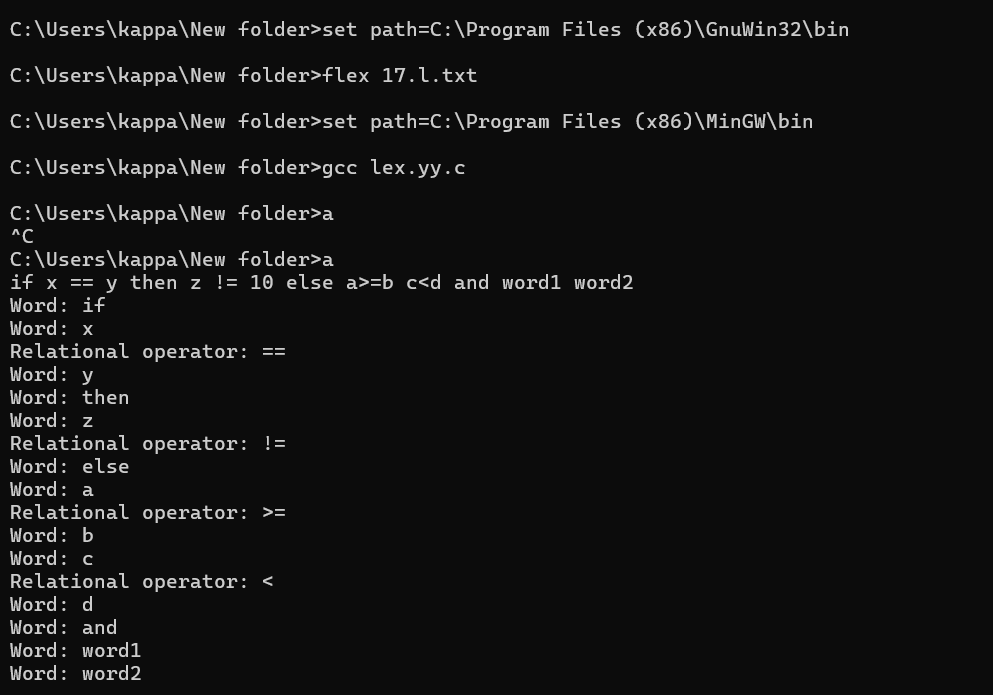 C:\Users\kappa\New folder>set path=C:\Program Files (x86)\GnuWin32\bin
C:\Users\kappa\New folder>flex 17.l.txt
C:\Users\kappa\New folder>set path=C:\Program Files (x86)\MinGW\bin
C:\Users\kappa\New folder>gcc lex.yy.c
C:\Users\kappa\New folder>a
^C
C:\Users\kappa\New folder>a
if x == y then z != 10 else a>=b c<d and word1 word2
Word: if
Word: x
Relational operator: ==
Word: y
Word: then
Word: z
Relational operator: !=
Word: else
Word: a
Relational operator: >=
Word: b
Word: c
Relational operator: <
Word: d
Word: and
Word: word1
Word: word2